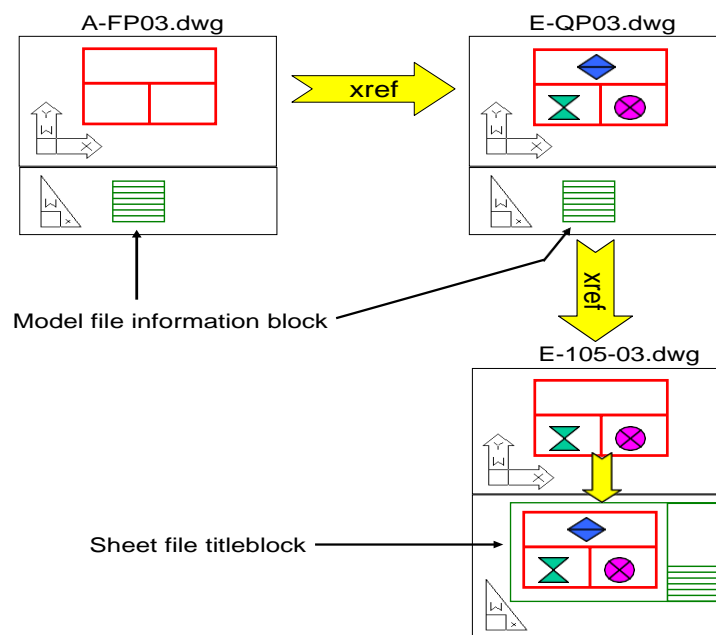 A-FP03.dwg
E-QP03.dwg
xref
Y
W
X
Y
W
X
W
x
W
x
xref
Model file information block
E-105-03.dwg
Y
W
X
Sheet file titleblock
W
x